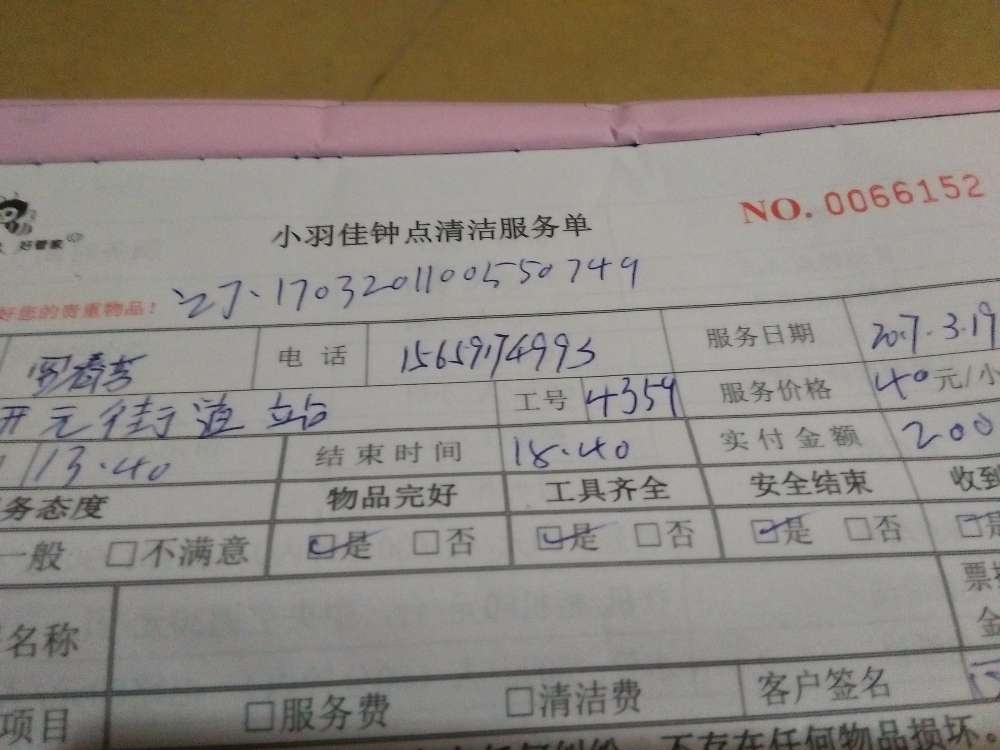 NO. 0066152
好管家
小羽佳钟点清洁服务单
好您的贵重物品!
17032011005550749
电话 15659174993 服务日期 2017.3.19
开元街道站 工号 4359 服务价格 40元/小
13.40 结束时间 18.40 实付金额 200
务态度 物品完好 工具齐全 安全结束 收到
一般 □不满意 ☑是 □否 ☑是 □否 ☑是 □否
名称 票
金
项目 □服务费 □清洁费 客户签名
不存在任何物品损坏。